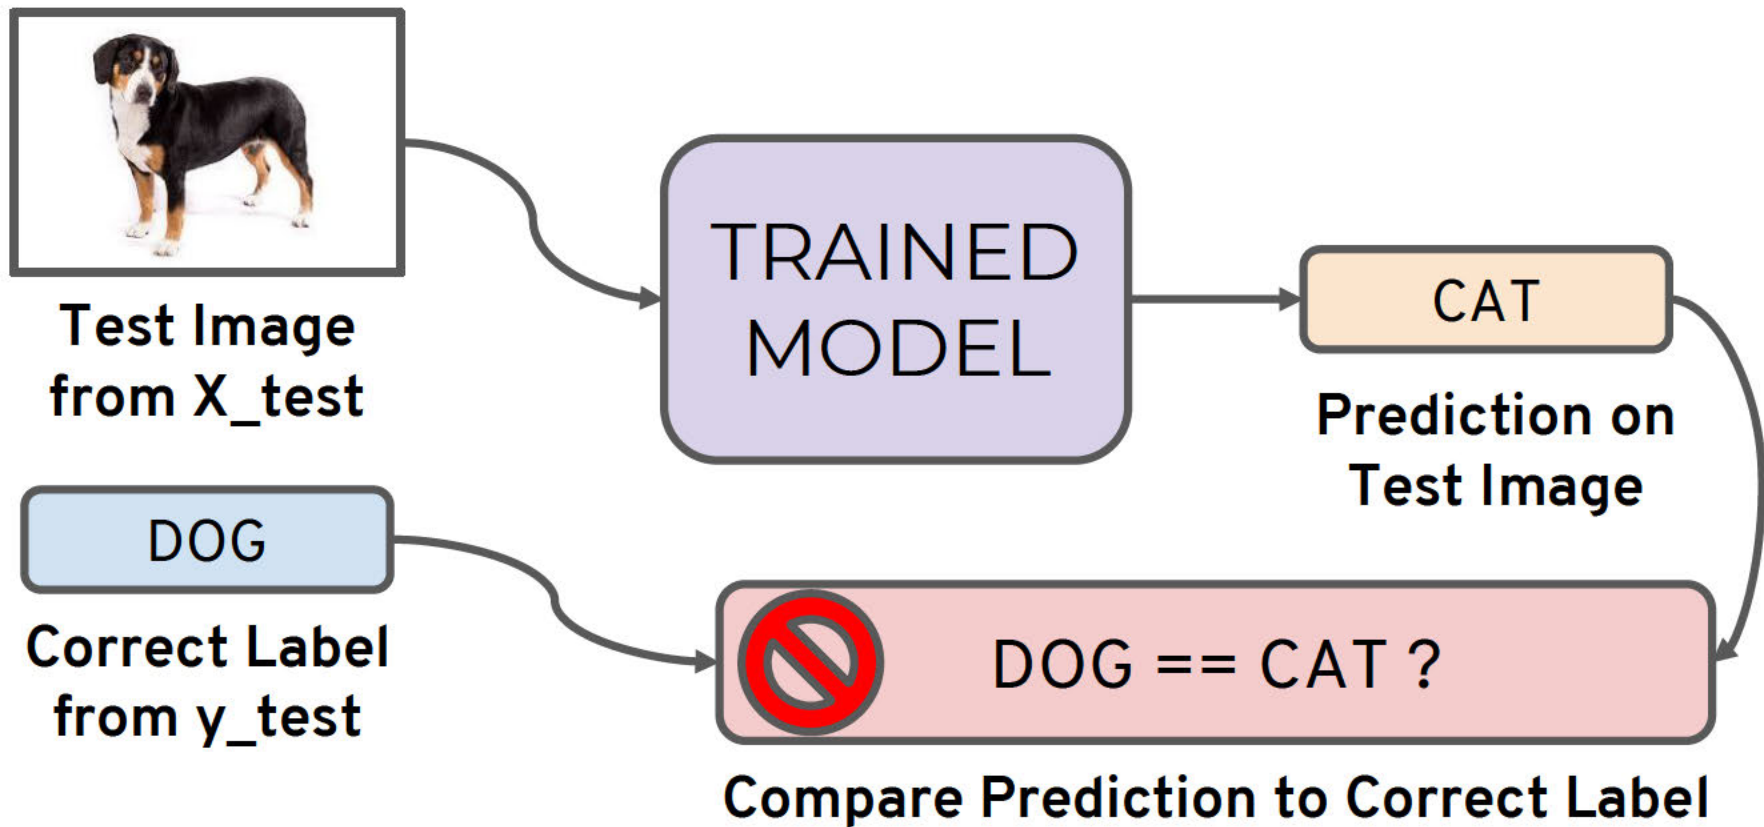 TRAINED
MODEL
CAT
Test Image
from X_test
Prediction on
Test Image
DOG
Correct Label
from y_test
DOG == CAT ?
Compare Prediction to Correct Label